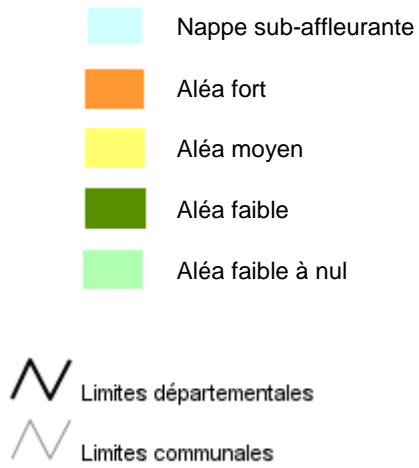 Nappe sub-affleurante
Aléa fort
Aléa moyen
Aléa faible
Aléa faible à nul
Limites départementales
Limites communales